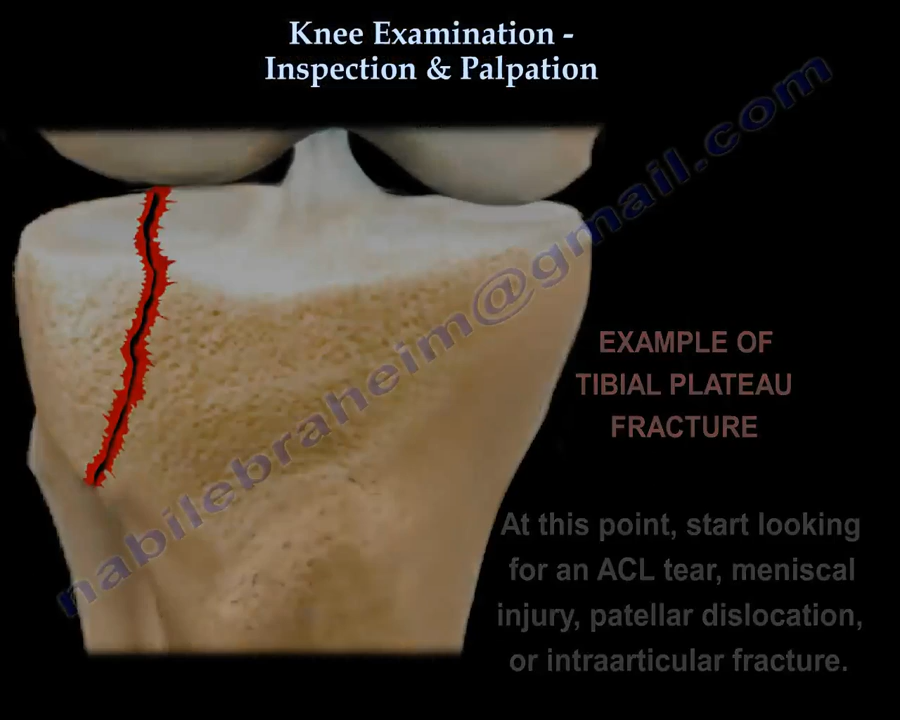 Knee Examination -
Inspection & Palpation
nabilebraheim@gmail.com
EXAMPLE OF
TIBIAL PLATEAU
FRACTURE
At this point, start looking
for an ACL tear, meniscal
injury, patellar dislocation,
or intraarticular fracture.